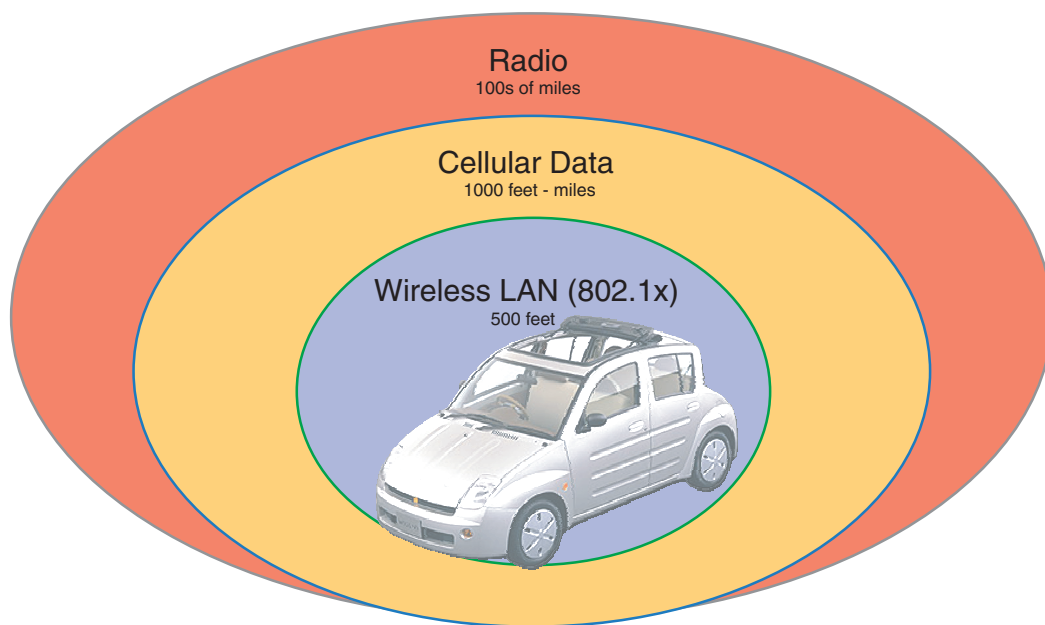 Radio
100s of miles
Cellular Data
1000 feet - miles
Wireless LAN (802.1x)
500 feet